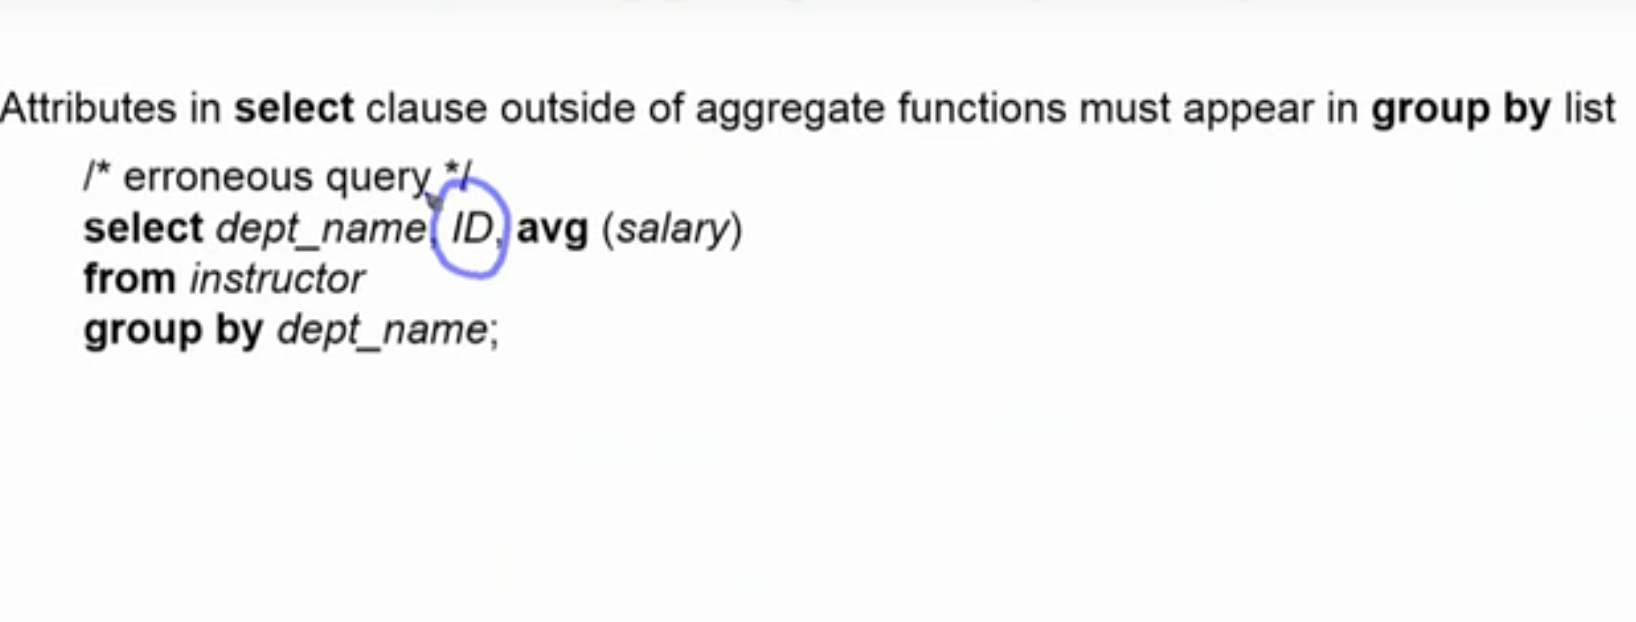 Attributes in select clause outside of aggregate functions must appear in group by list
/* erroneous query */
select dept_name, ID, avg (salary)
from instructor
group by dept_name;